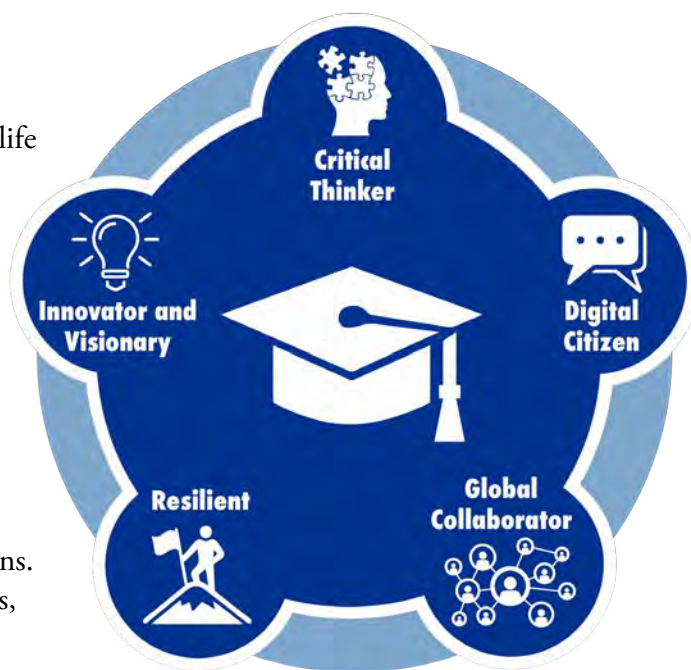 life
Critical
Thinker
Innovator and
Visionary
Digital
Citizen
Resilient
Global
Collaborator
ns.
s,